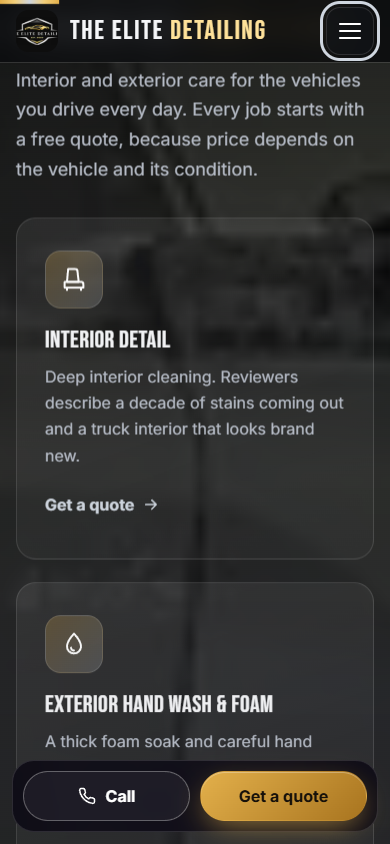 THE ELITE DETAILING
Interior and exterior care for the vehicles
you drive every day. Every job starts with
a free quote, because price depends on
the vehicle and its condition.
INTERIOR DETAIL
Deep interior cleaning. Reviewers
describe a decade of stains coming out
and a truck interior that looks brand
new.
Get a quote →
EXTERIOR HAND WASH & FOAM
A thick foam soak and careful hand
Call
Get a quote